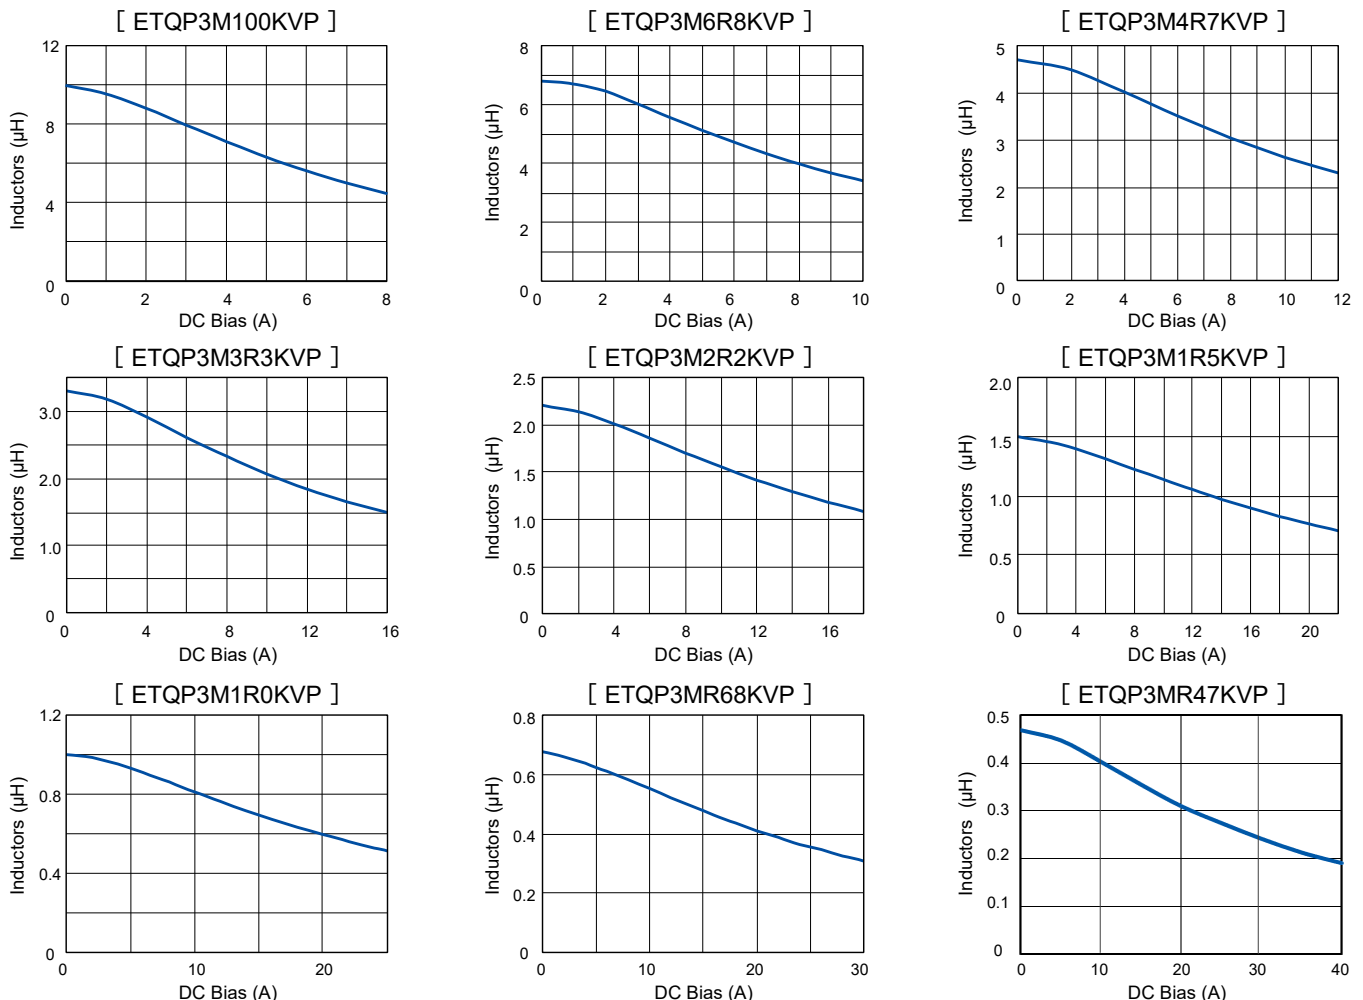 [ ETQP3M100KVP ]
12
8
4
0
0 2 4 6 8
Inductors (µH)
DC Bias (A)
[ ETQP3M6R8KVP ]
8
6
4
2
0
0 2 4 6 8 10
Inductors (µH)
DC Bias (A)
[ ETQP3M4R7KVP ]
5
4
3
2
1
0
0 2 4 6 8 10 12
Inductors (µH)
DC Bias (A)
[ ETQP3M3R3KVP ]
3.0
2.0
1.0
0
0 4 8 12 16
Inductors (µH)
DC Bias (A)
[ ETQP3M2R2KVP ]
2.5
2.0
1.5
1.0
0.5
0
0 4 8 12 16
Inductors (µH)
DC Bias (A)
[ ETQP3M1R5KVP ]
2.0
1.5
1.0
0.5
0
0 4 8 12 16 20
Inductors (µH)
DC Bias (A)
[ ETQP3M1R0KVP ]
1.2
0.8
0.4
0
0 10 20
Inductors (µH)
DC Bias (A)
[ ETQP3MR68KVP ]
0.8
0.6
0.4
0.2
0
0 10 20 30
Inductors (µH)
DC Bias (A)
[ ETQP3MR47KVP ]
0.5
0.4
0.3
0.2
0.1
0
0 10 20 30 40
Inductors (µH)
DC Bias (A)